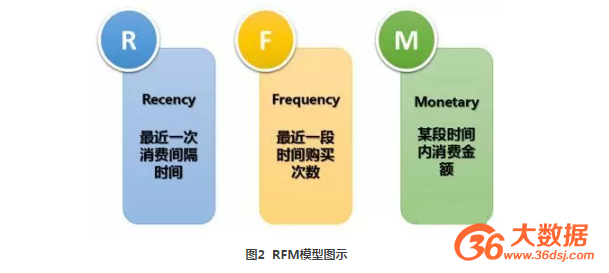 R
F
M
Recency
最近一次
消费间隔
时间
Frequency
最近一段
时间购买
次数
Monetary
某段时间
内消费金
额
图2 RFM模型图示
36大数据
www.36dsj.com